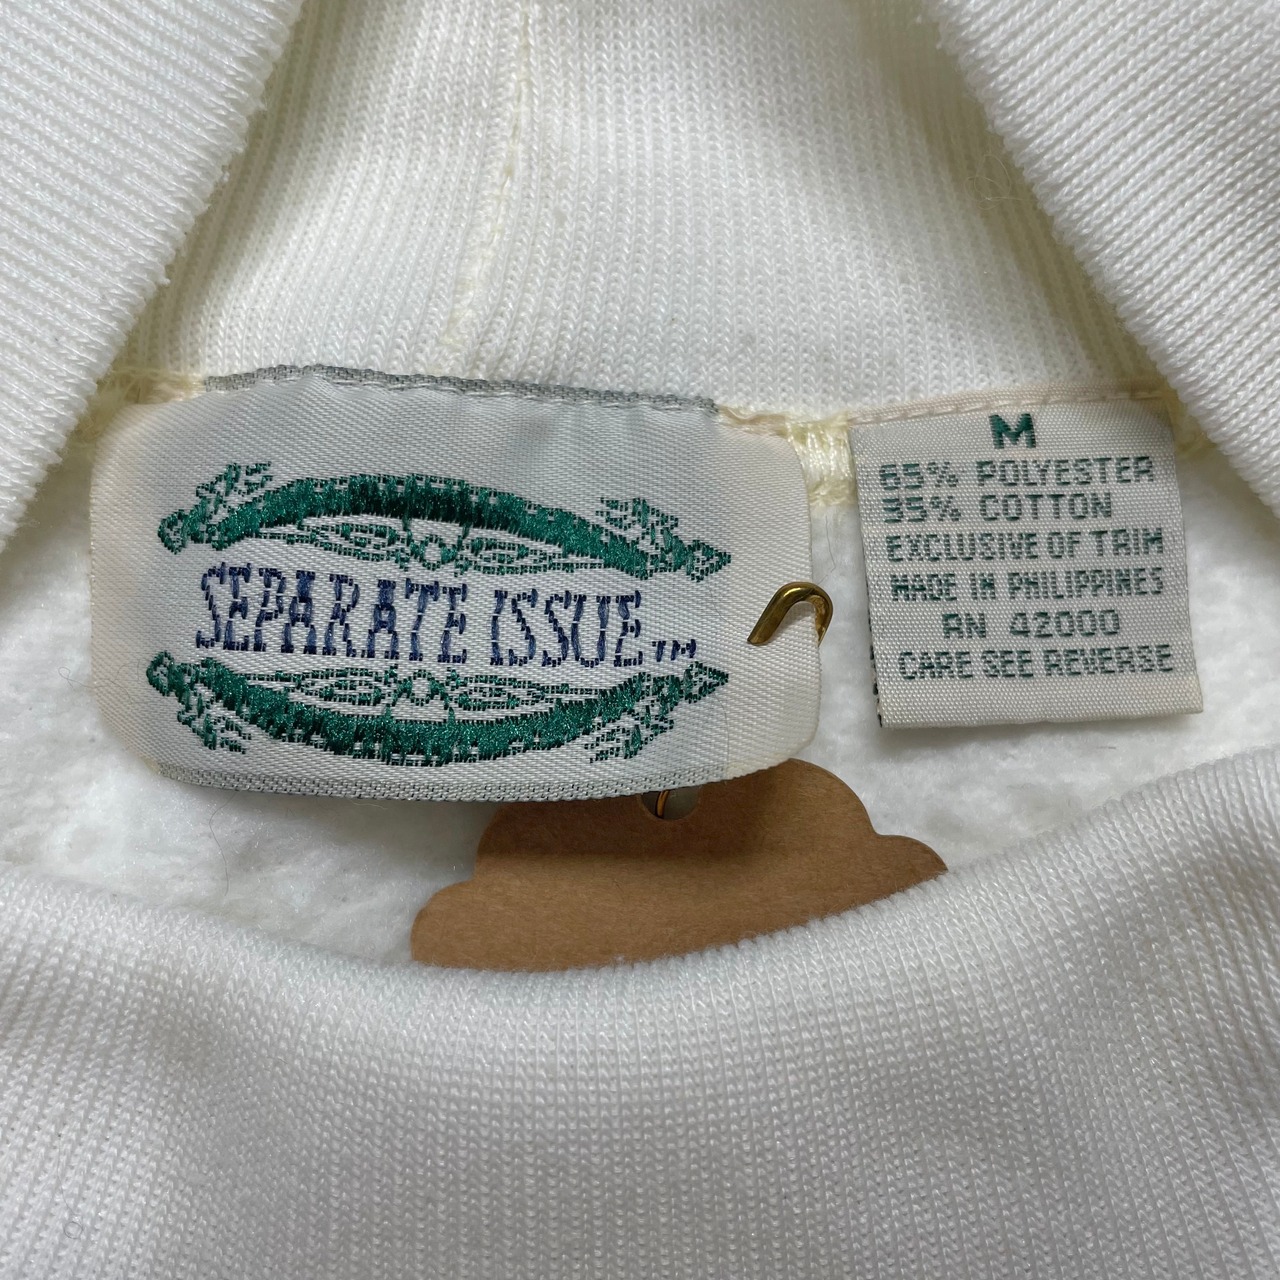 SEPARATE ISSUE™
M
65% POLYESTER
35% COTTON
EXCLUSIVE OF TRIM
MADE IN PHILIPPINES
RN 42000
CARE SEE REVERSE